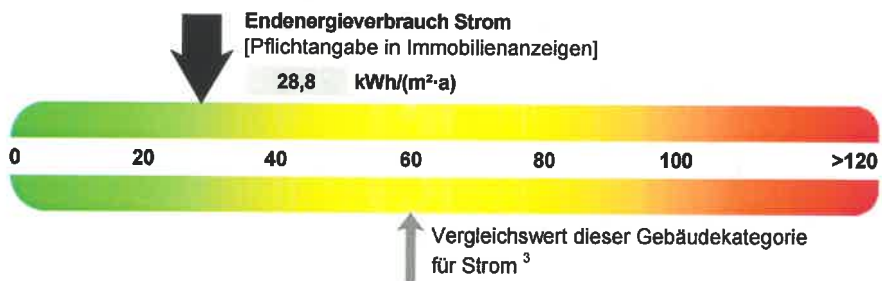 Endenergieverbrauch Strom
[Pflichtangabe in Immobilienanzeigen]
28,8 kWh/(m²·a)
0 20 40 60 80 100 >120
Vergleichswert dieser Gebäudekategorie
für Strom ³